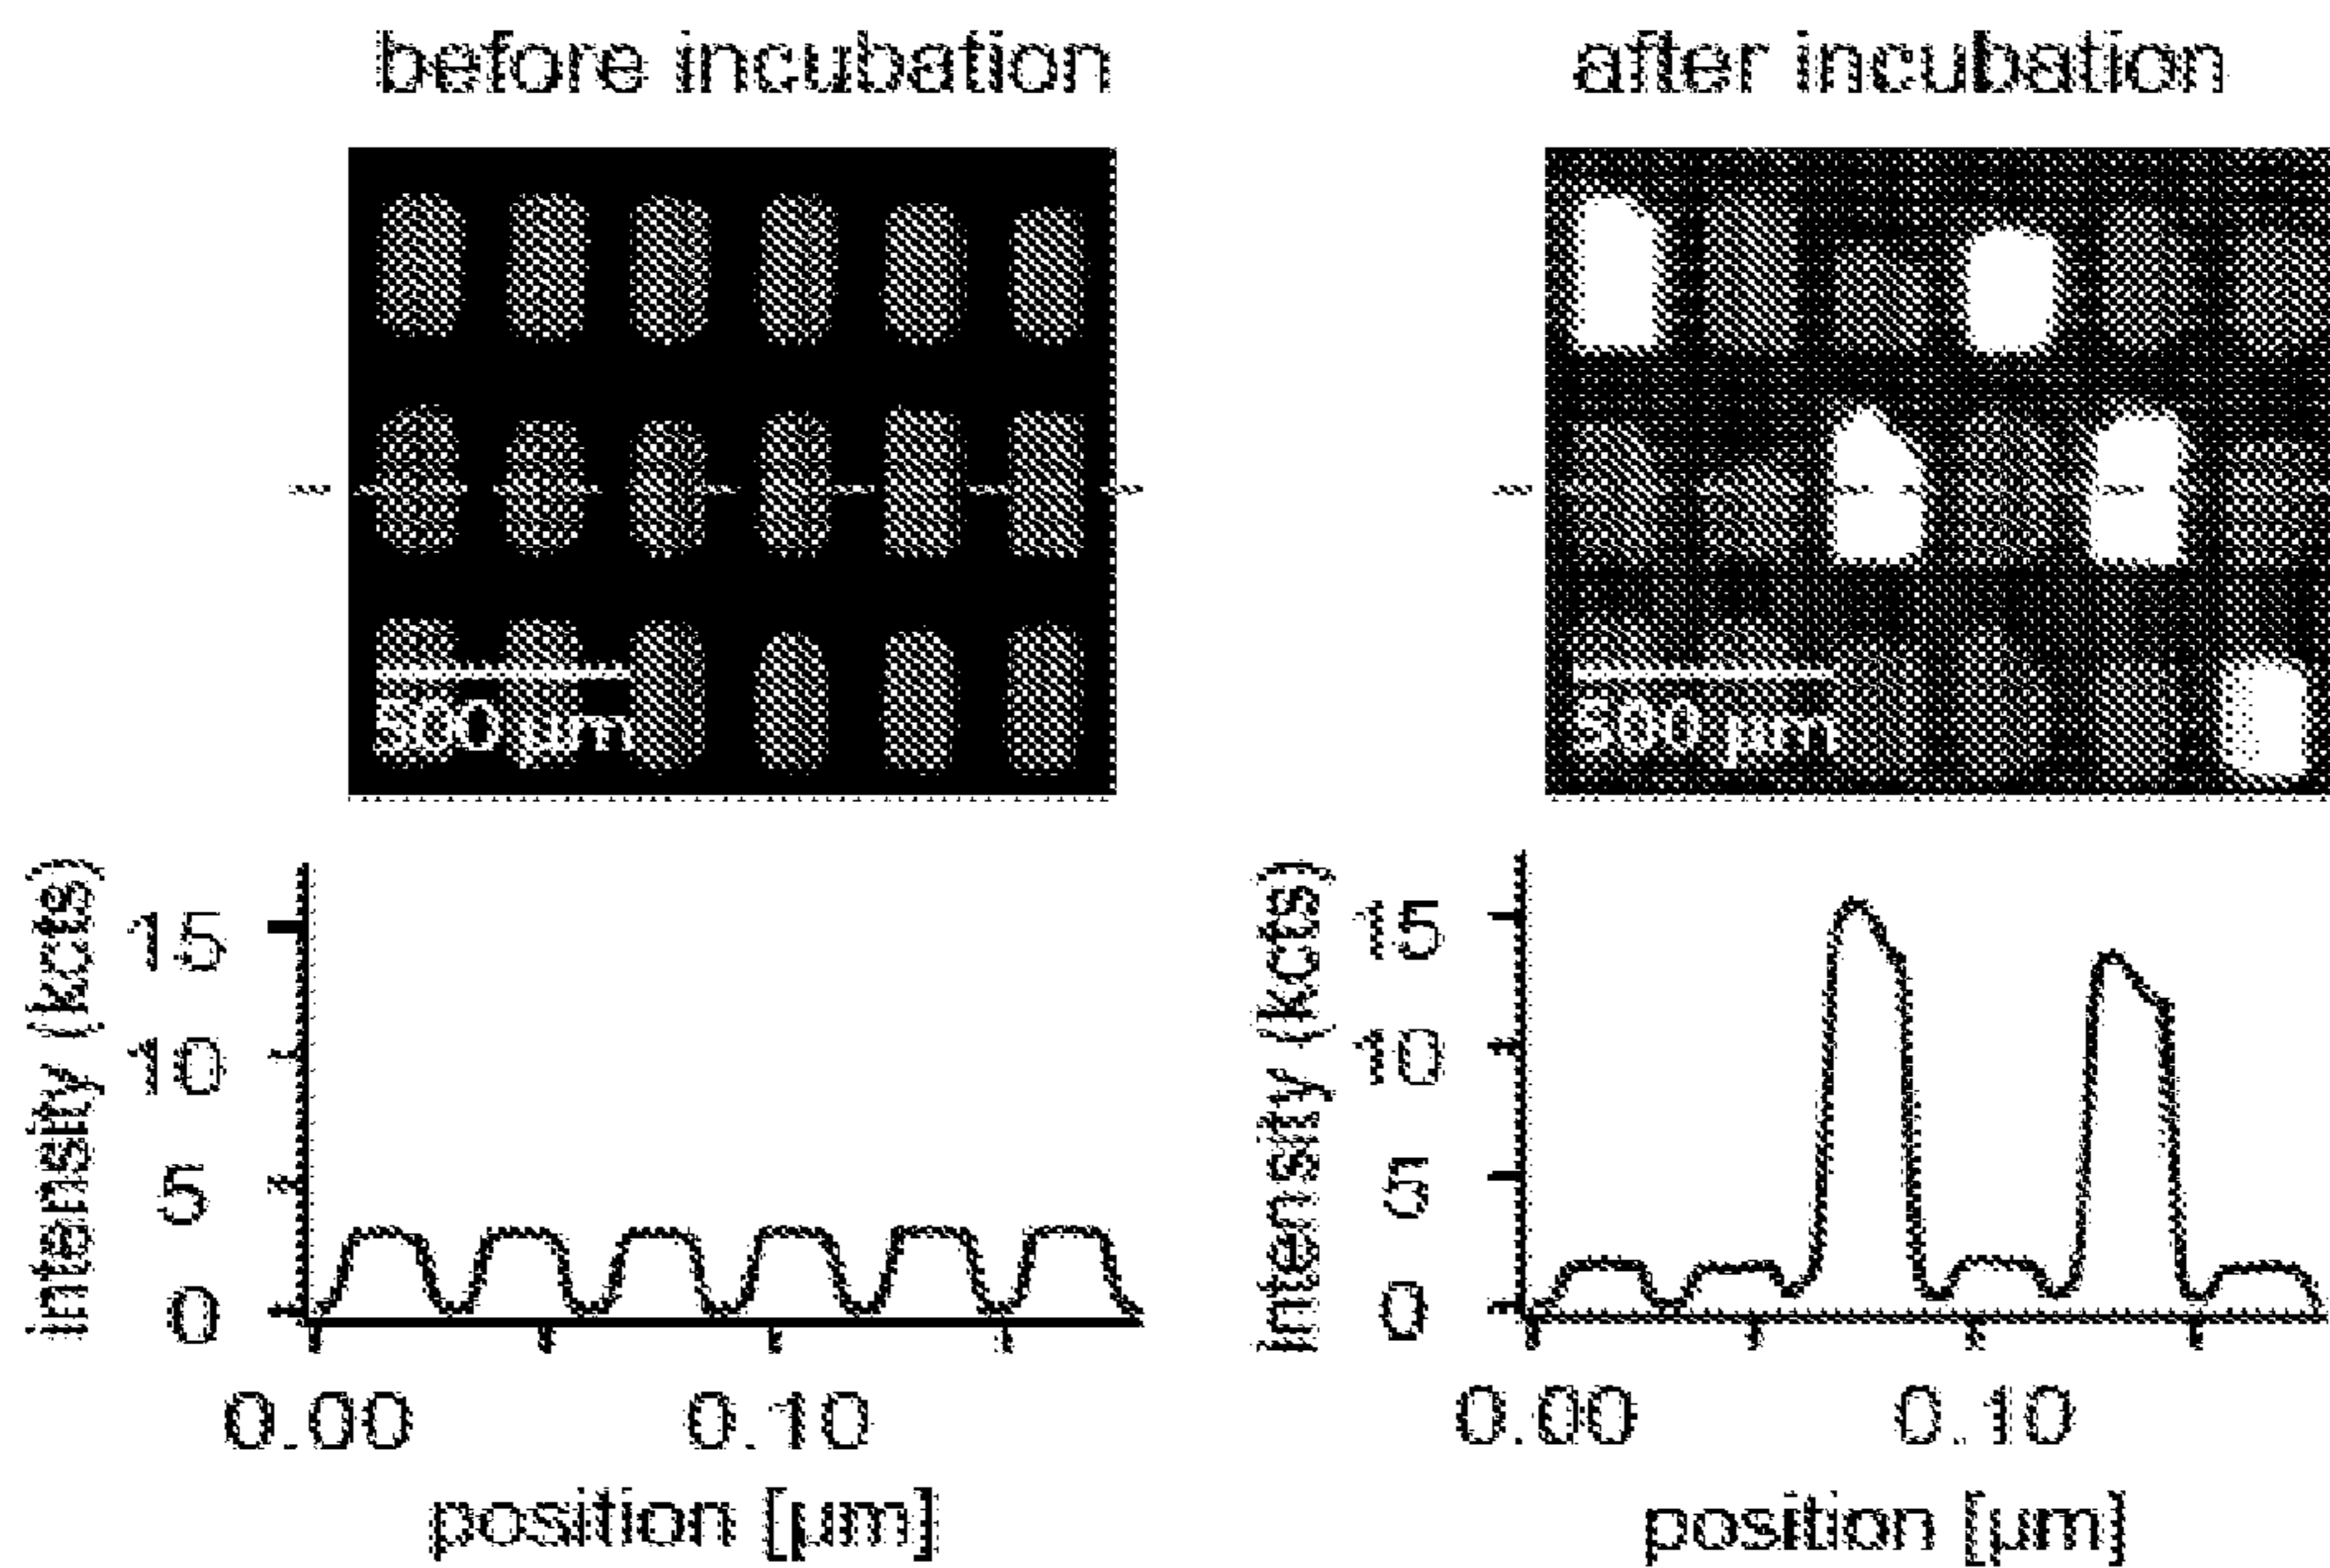 before incubation
after incubation
500 µm
500 µm
intensity (kcts)
15
10
5
0
0.00
0.10
position [µm]
intensity (kcts)
15
10
5
0
0.00
0.10
position [µm]